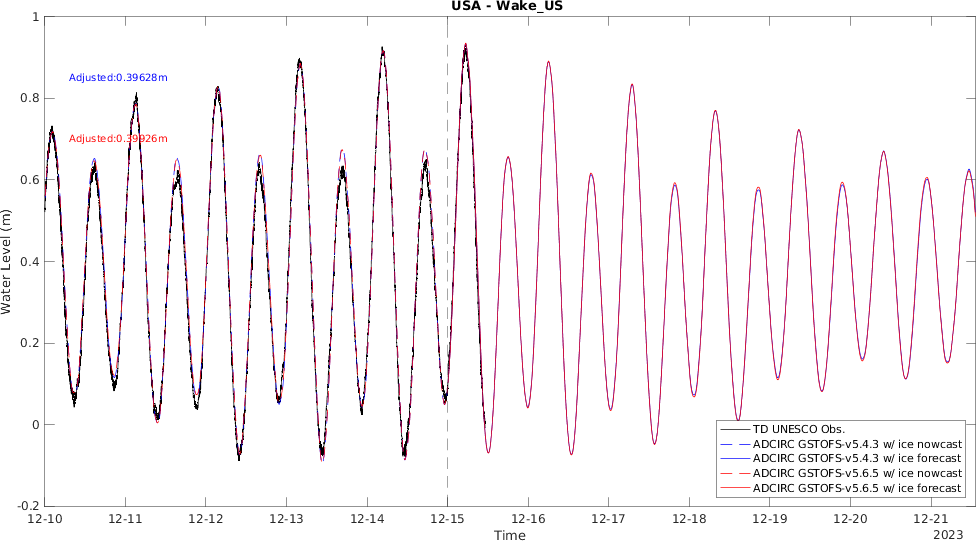 USA - Wake_US
1
0.8
0.6
0.4
0.2
0
-0.2
Water Level (m)
Adjusted:0.39628m
Adjusted:0.39926m
TD UNESCO Obs.
ADCIRC GSTOFS-v5.4.3 w/ ice nowcast
ADCIRC GSTOFS-v5.4.3 w/ ice forecast
ADCIRC GSTOFS-v5.6.5 w/ ice nowcast
ADCIRC GSTOFS-v5.6.5 w/ ice forecast
12-10 12-11 12-12 12-13 12-14 12-15 12-16 12-17 12-18 12-19 12-20 12-21
Time
2023